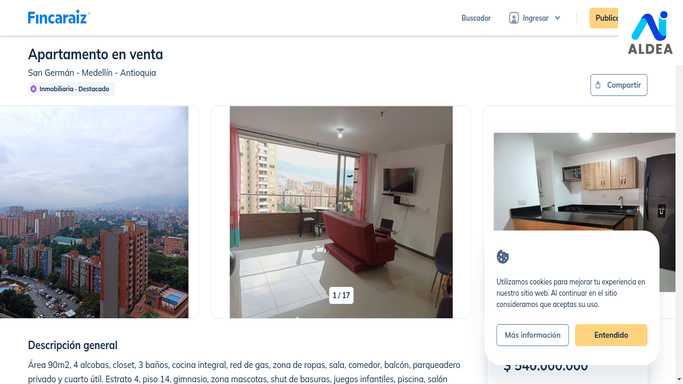 Fincaraiz
Buscador
Ingresar
Public
ALDEA
Apartamento en venta
San Germán - Medellín - Antioquia
Inmobiliaria · Destacado
Compartir
1 / 17
Utilizamos cookies para mejorar tu experiencia en
nuestro sitio web. Al continuar en el sitio
consideramos que aceptas su uso.
Más información
Entendido
$ 540.000.000
Descripción general
Área 90m2, 4 alcobas, closet, 3 baños, cocina integral, red de gas, zona de ropas, sala, comedor, balcón, parqueadero
privado y cuarto útil. Estrato 4, piso 14, gimnasio, zona mascotas, shut de basuras, juegos infantiles, piscina, salón